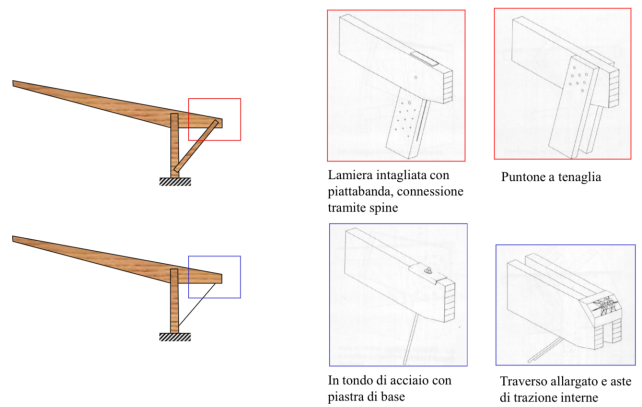 Lamiera intagliata con
piattabanda, connessione
tramite spine
Puntone a tenaglia
In tondo di acciaio con
piastra di base
Traverso allargato e aste
di trazione interne